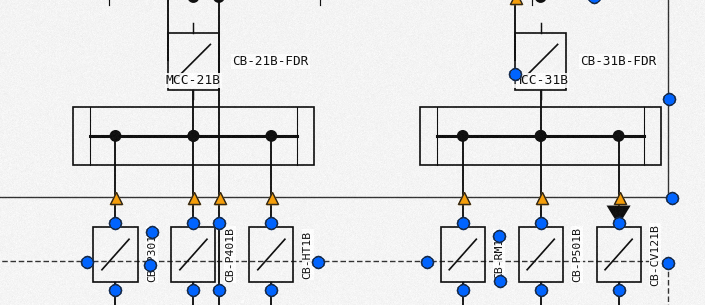 CB-21B-FDR
MCC-21B
CB-31B-FDR
MCC-31B
CB-P301
CB-P401B
CB-HT1B
CB-RM1
CB-P501B
CB-CV121B